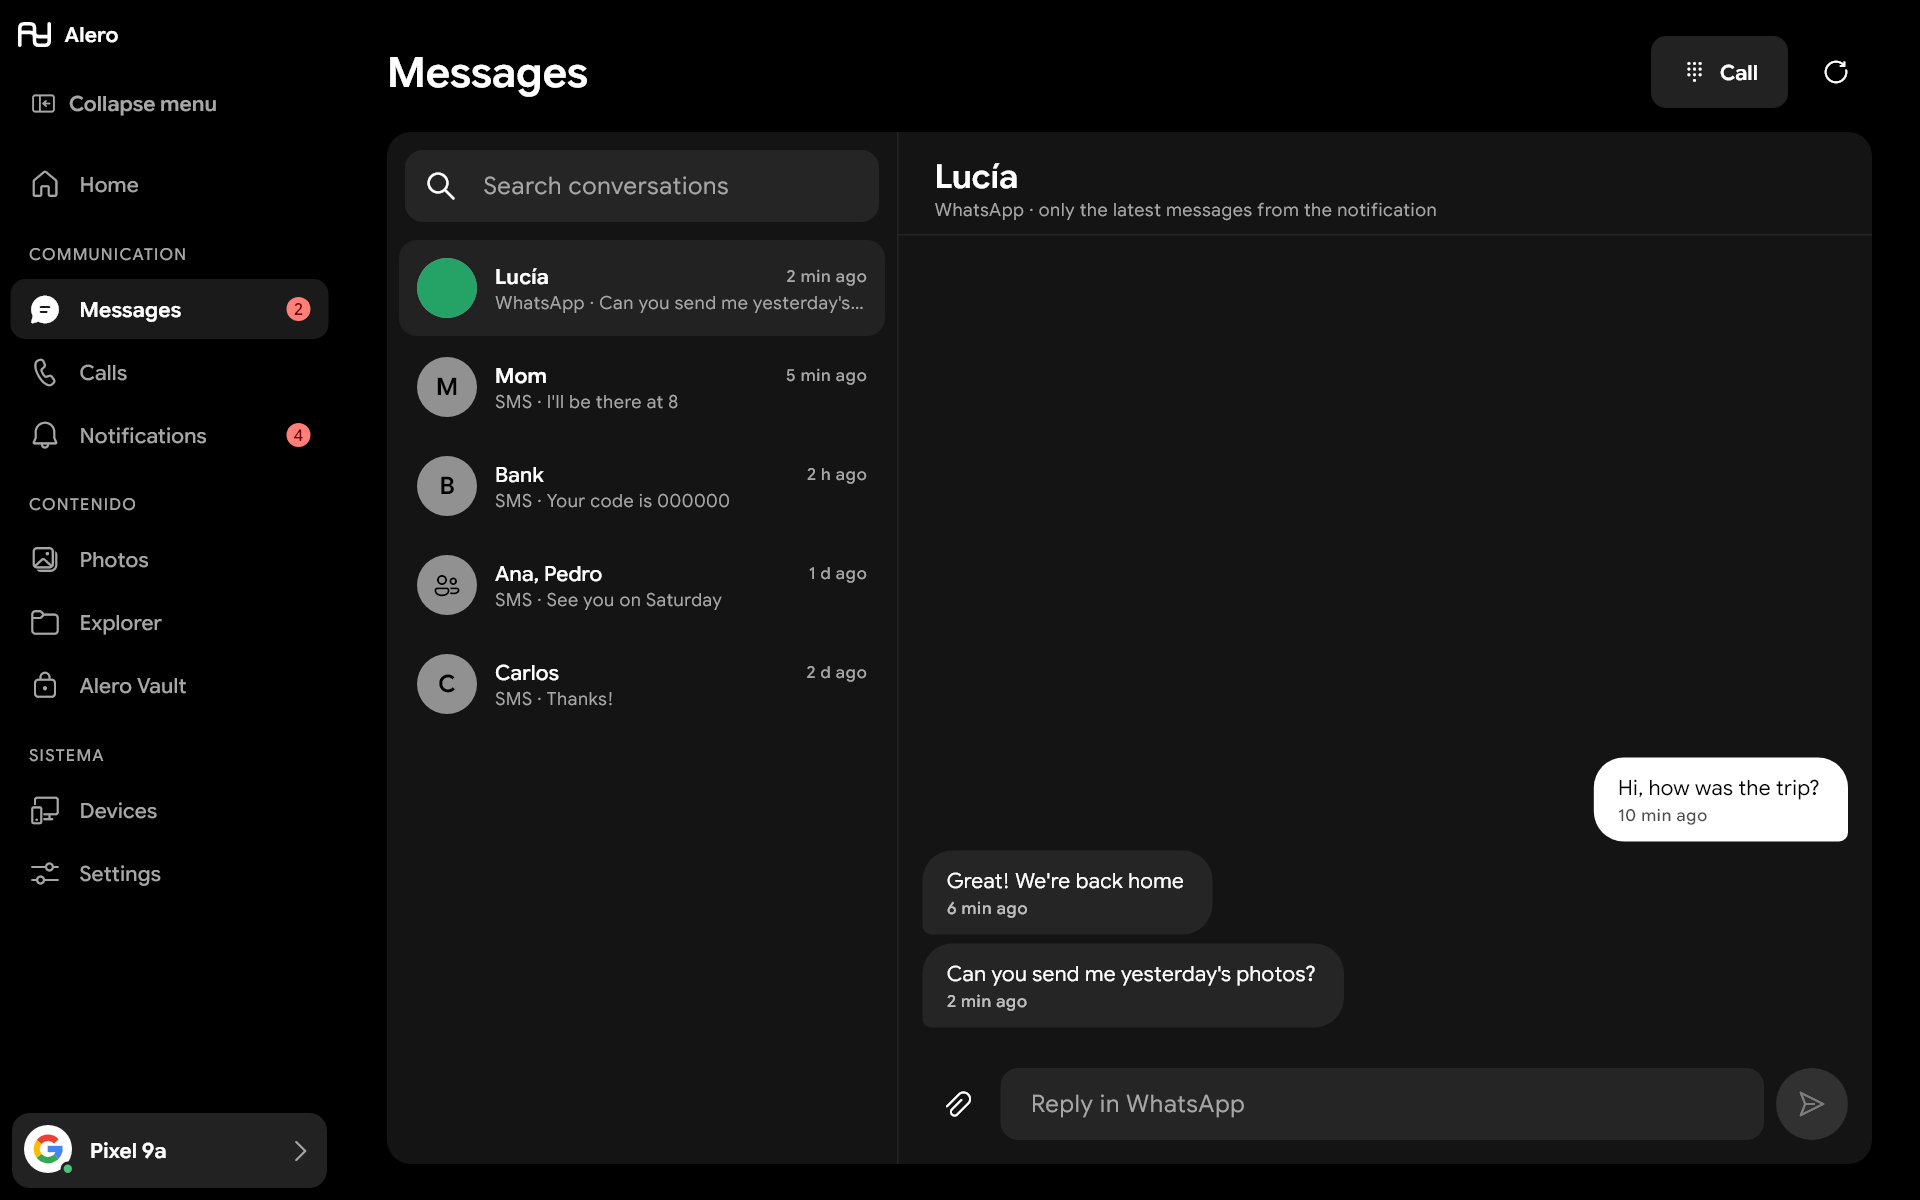 Alero
Collapse menu
Home
COMMUNICATION
Messages 2
Calls
Notifications 4
CONTENIDO
Photos
Explorer
Alero Vault
SISTEMA
Devices
Settings
Pixel 9a
Messages
Call
Search conversations
Lucía 2 min ago
WhatsApp · Can you send me yesterday's...
M Mom 5 min ago
SMS · I'll be there at 8
B Bank 2 h ago
SMS · Your code is 000000
Ana, Pedro 1 d ago
SMS · See you on Saturday
C Carlos 2 d ago
SMS · Thanks!
Lucía
WhatsApp · only the latest messages from the notification
Hi, how was the trip?
10 min ago
Great! We're back home
6 min ago
Can you send me yesterday's photos?
2 min ago
Reply in WhatsApp